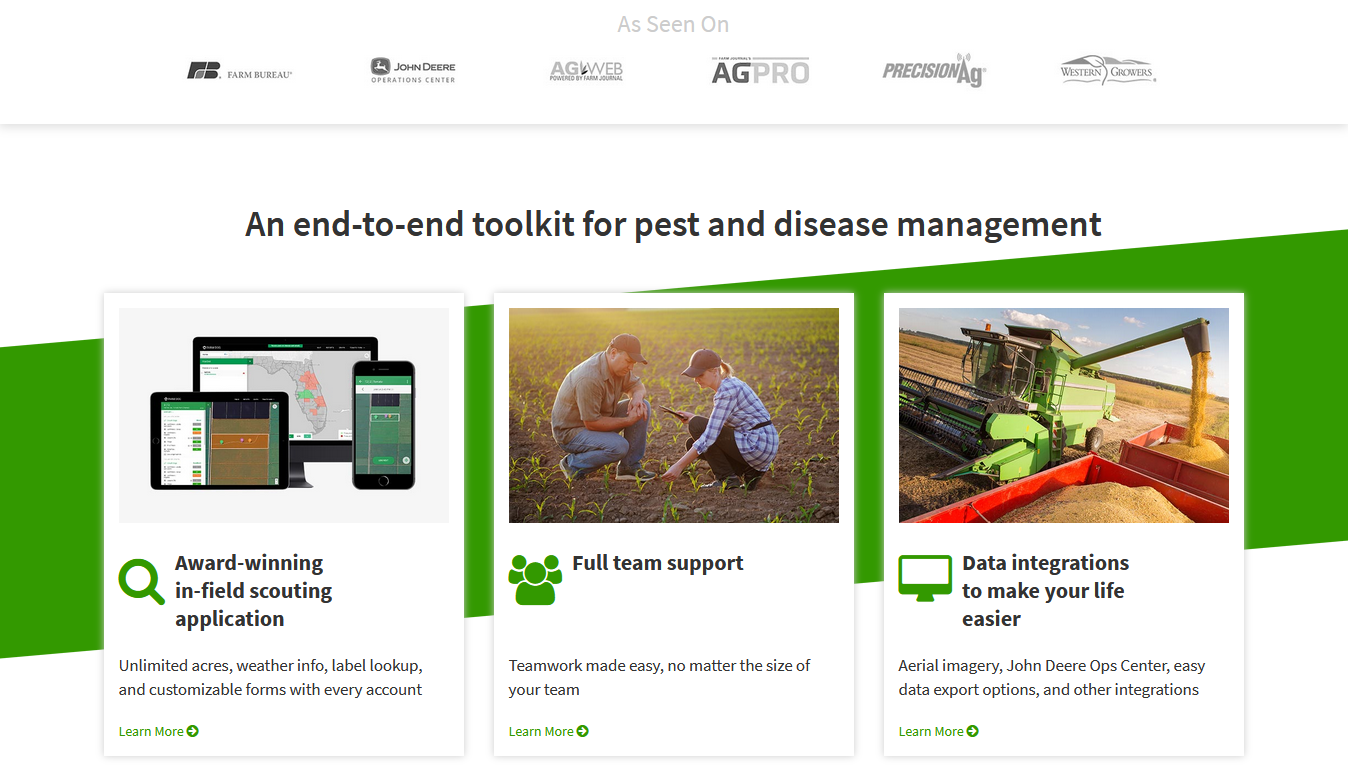 As Seen On
FARM BUREAU®
JOHN DEERE
OPERATIONS CENTER
AGWEB
POWERED BY FARM JOURNAL
FARM JOURNAL'S
AGPRO
PRECISIONAg®
WESTERN GROWERS®
An end-to-end toolkit for pest and disease management
Award-winning
in-field scouting
application
Unlimited acres, weather info, label lookup,
and customizable forms with every account
Learn More
Full team support
Teamwork made easy, no matter the size of
your team
Learn More
Data integrations
to make your life
easier
Aerial imagery, John Deere Ops Center, easy
data export options, and other integrations
Learn More